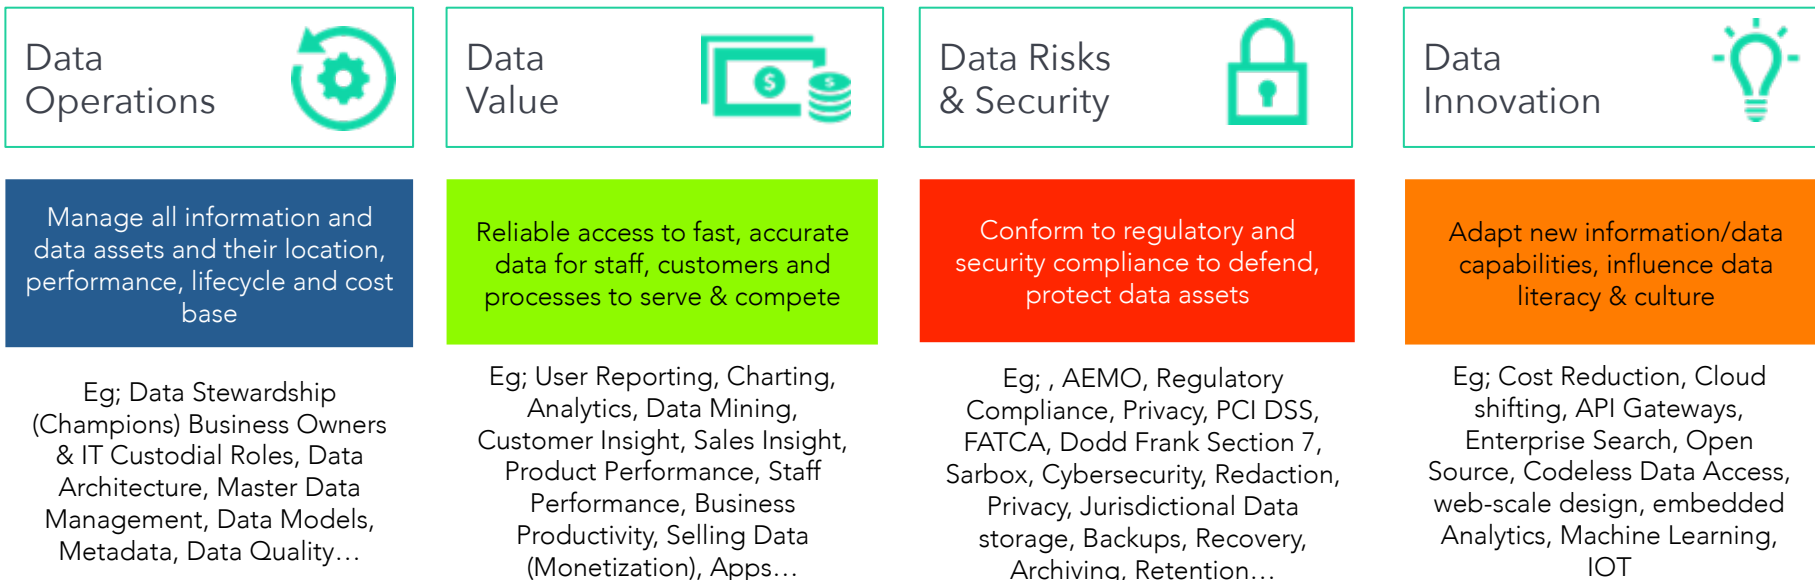 Data
Operations
Data
Value
Data Risks
& Security
Data
Innovation
Manage all information and
data assets and their location,
performance, lifecycle and cost
base
Reliable access to fast, accurate
data for staff, customers and
processes to serve & compete
Conform to regulatory and
security compliance to defend,
protect data assets
Adapt new information/data
capabilities, influence data
literacy & culture
Eg; Data Stewardship
(Champions) Business Owners
& IT Custodial Roles, Data
Architecture, Master Data
Management, Data Models,
Metadata, Data Quality…
Eg; User Reporting, Charting,
Analytics, Data Mining,
Customer Insight, Sales Insight,
Product Performance, Staff
Performance, Business
Productivity, Selling Data
(Monetization), Apps…
Eg; , AEMO, Regulatory
Compliance, Privacy, PCI DSS,
FATCA, Dodd Frank Section 7,
Sarbox, Cybersecurity, Redaction,
Privacy, Jurisdictional Data
storage, Backups, Recovery,
Archiving, Retention…
Eg; Cost Reduction, Cloud
shifting, API Gateways,
Enterprise Search, Open
Source, Codeless Data Access,
web-scale design, embedded
Analytics, Machine Learning,
IOT